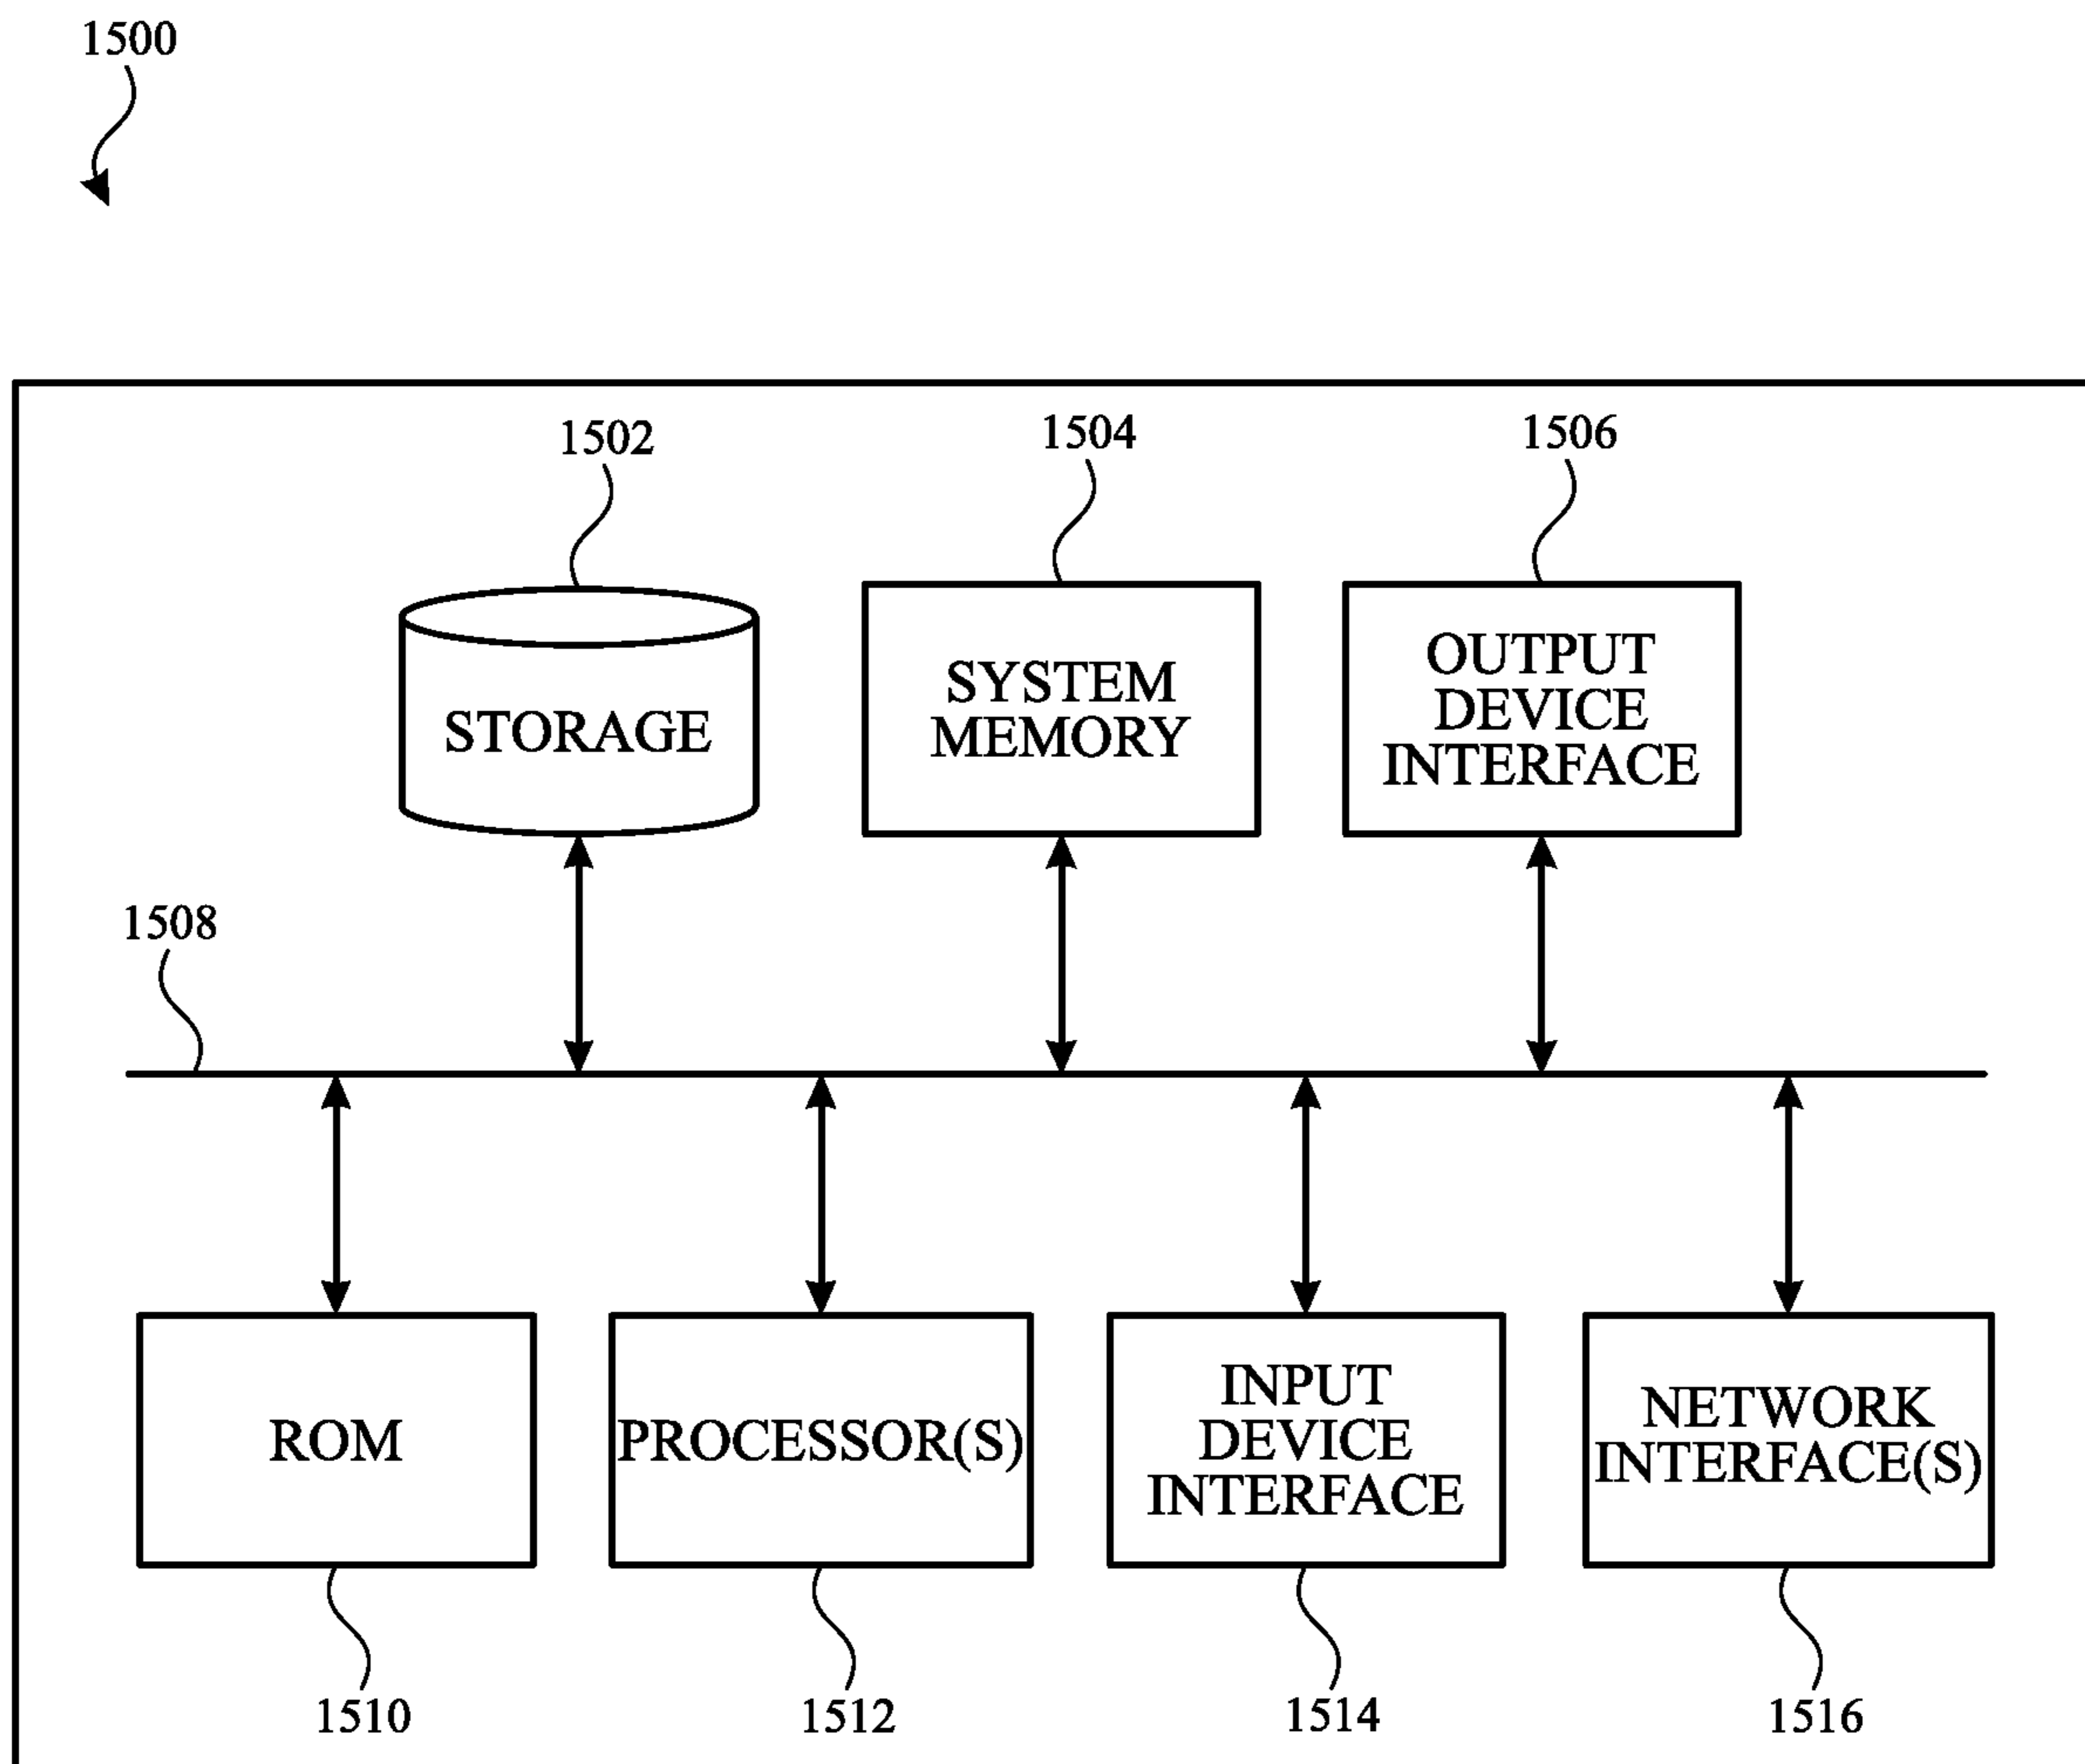 1500
1502
1504
1506
STORAGE
SYSTEM
MEMORY
OUTPUT
DEVICE
INTERFACE
1508
ROM
PROCESSOR(S)
INPUT
DEVICE
INTERFACE
NETWORK
INTERFACE(S)
1510
1512
1514
1516